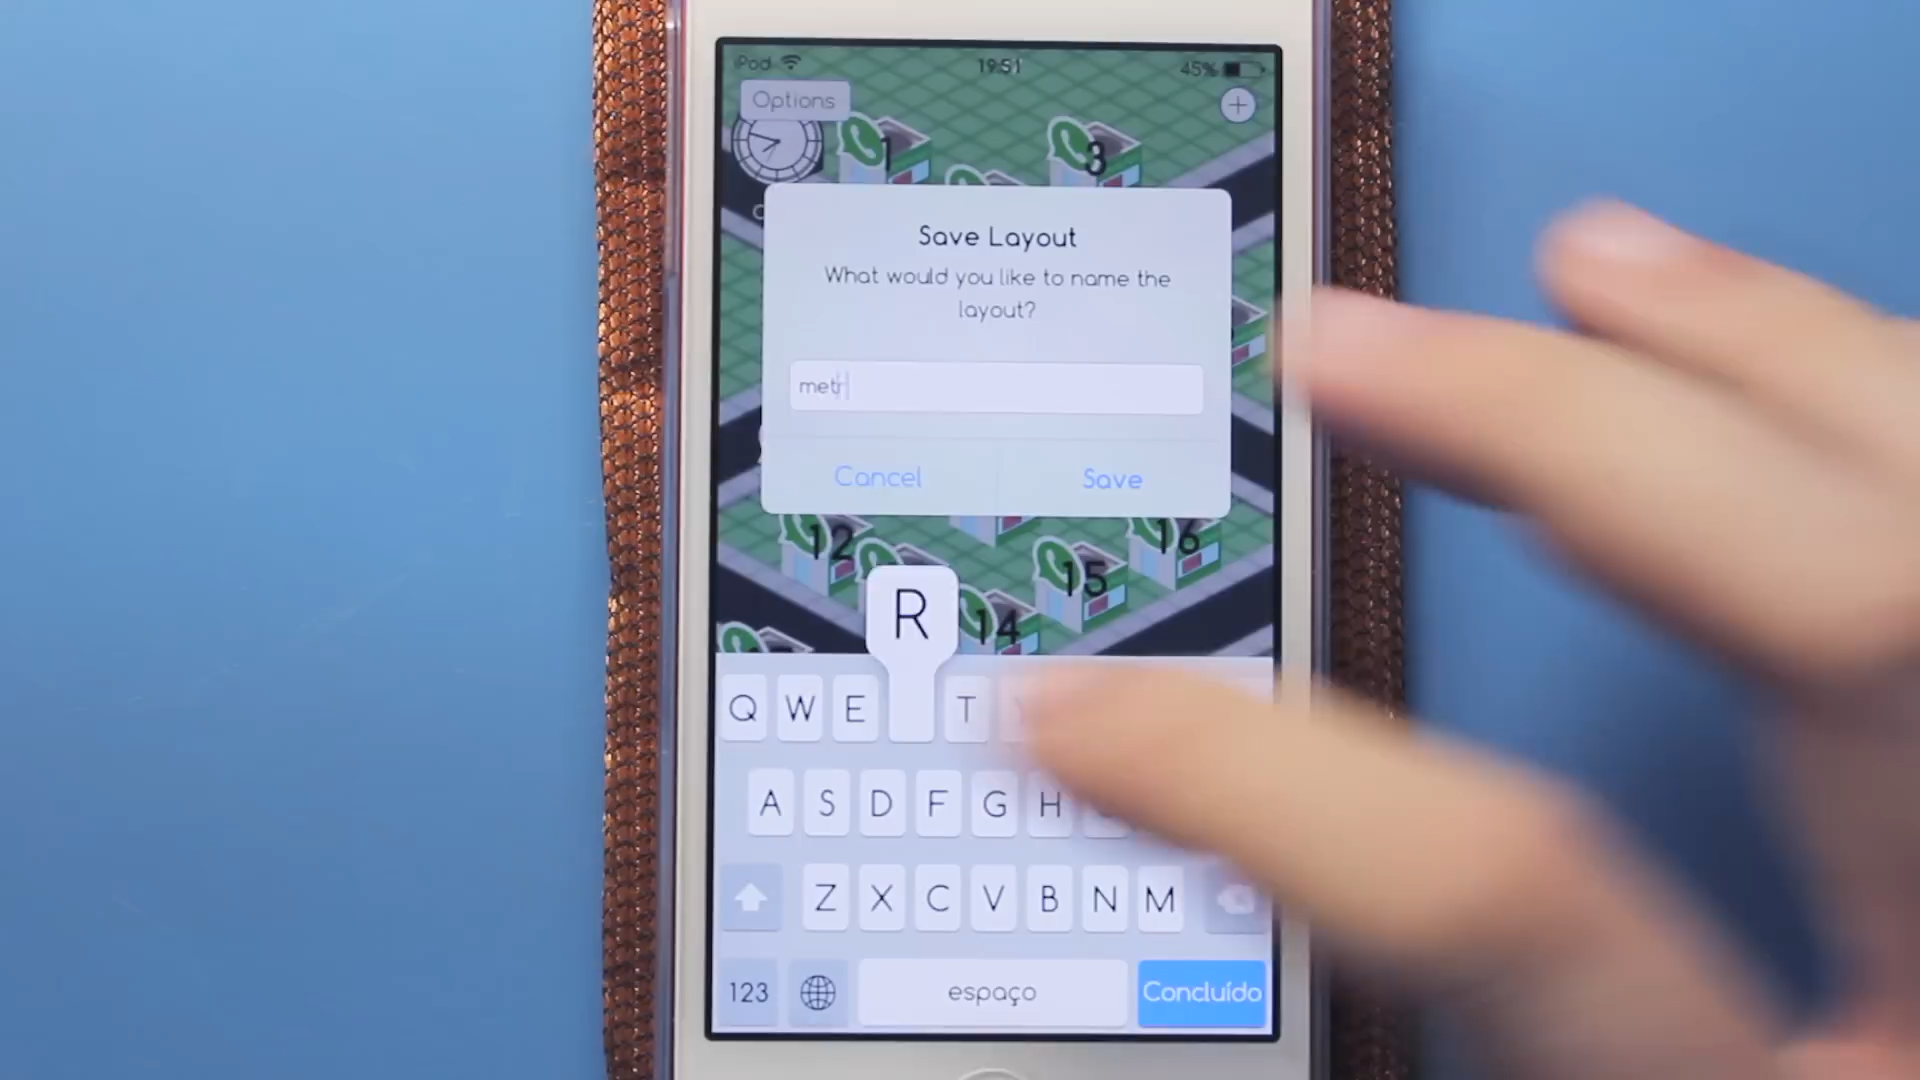 iPod 19:51 45%
Options +
1 3
Save Layout
What would you like to name the
layout?
metr
Cancel Save
12 16
15
14
R
Q W E T
A S D F G H
Z X C V B N M
123 espaço Concluído